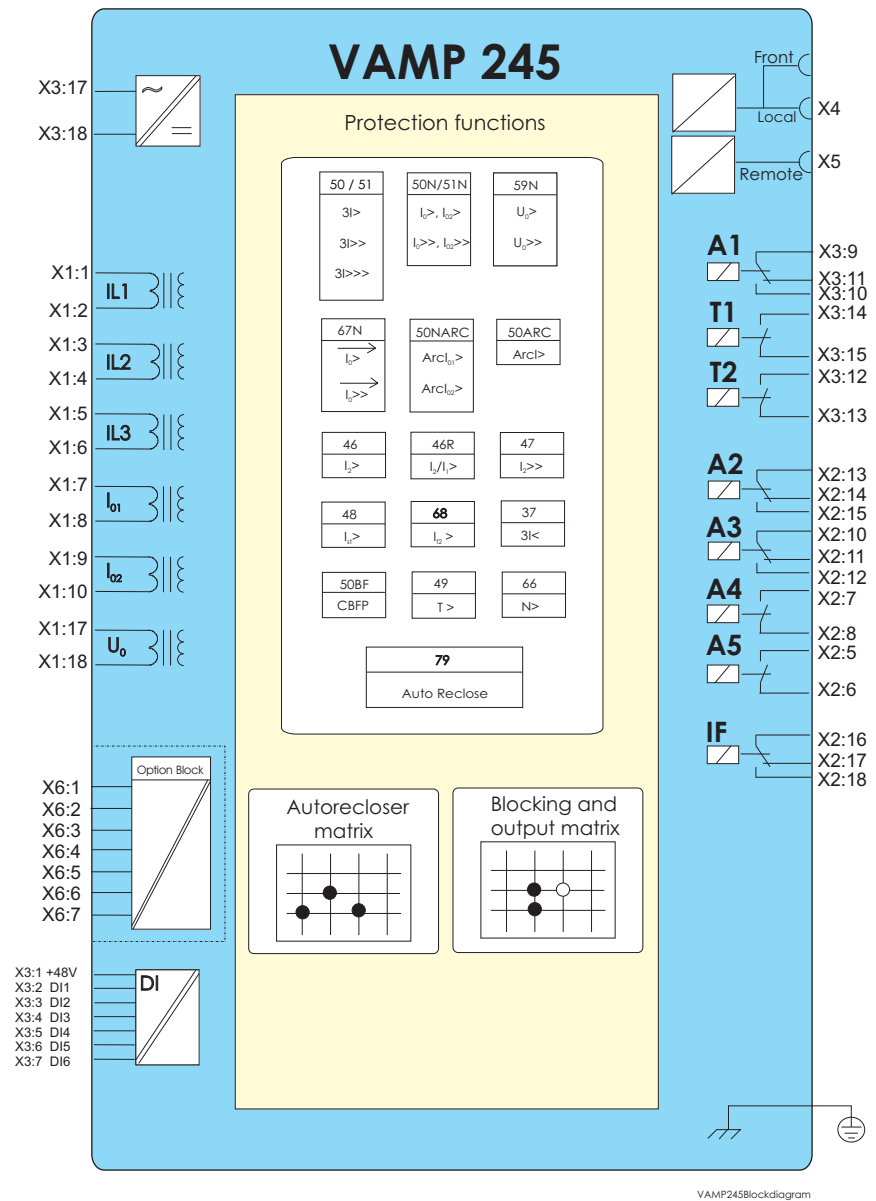 VAMP 245
X3:17
X3:18
Protection functions
Front
Local
X4
Remote
X5
50 / 51
3I>
3I>>
3I>>>
50N/51N
I₀>, I₀₂>
I₀>>, I₀₂>>
59N
U₀>
U₀>>
67N
I₀>
I₀>>
50NARC
ArcI₀₁>
ArcI₀₂>
50ARC
ArcI>
46
I₂>
46R
I₂/I₁>
47
I₂>>
48
Iₛₜ>
68
I_f2 >
37
3I<
50BF
CBFP
49
T >
66
N>
79
Auto Reclose
X1:1
IL1
X1:2
X1:3
IL2
X1:4
X1:5
IL3
X1:6
X1:7
I₀₁
X1:8
X1:9
I₀₂
X1:10
X1:17
U₀
X1:18
Option Block
X6:1
X6:2
X6:3
X6:4
X6:5
X6:6
X6:7
DI
X3:1 +48V
X3:2 DI1
X3:3 DI2
X3:4 DI3
X3:5 DI4
X3:6 DI5
X3:7 DI6
Autorecloser
matrix
Blocking and
output matrix
A1
X3:9
X3:11
X3:10
T1
X3:14
X3:15
T2
X3:12
X3:13
A2
X2:13
X2:14
X2:15
A3
X2:10
X2:11
X2:12
A4
X2:7
X2:8
A5
X2:5
X2:6
IF
X2:16
X2:17
X2:18
VAMP245Blockdiagram